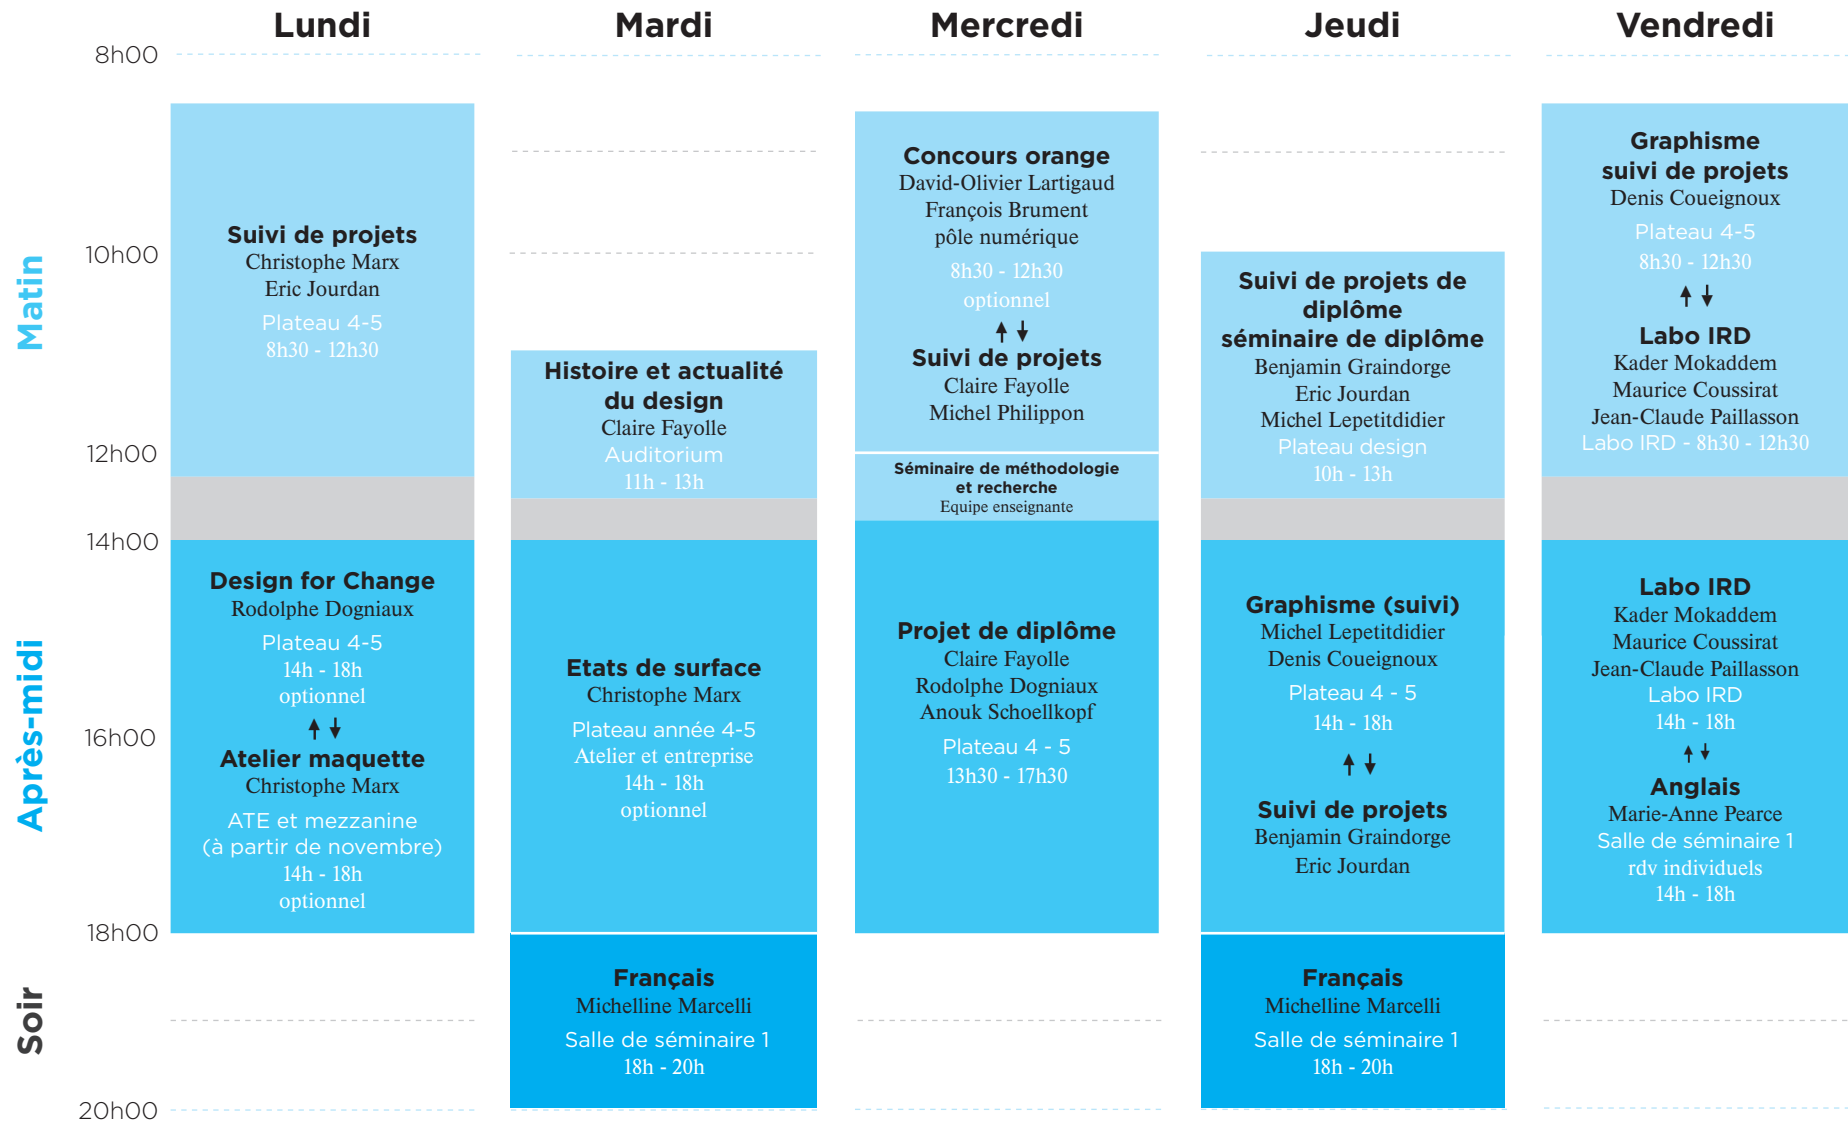 Lundi
Mardi
Mercredi
Jeudi
Vendredi
8h00
10h00
12h00
14h00
16h00
18h00
20h00
Matin
Après-midi
Soir
Suivi de projets
Christophe Marx
Eric Jourdan
Plateau 4-5
8h30 - 12h30
Design for Change
Rodolphe Dogniaux
Plateau 4-5
14h - 18h
optionnel
Atelier maquette
Christophe Marx
ATE et mezzanine
(à partir de novembre)
14h - 18h
optionnel
Histoire et actualité
du design
Claire Fayolle
Auditorium
11h - 13h
Etats de surface
Christophe Marx
Plateau année 4-5
Atelier et entreprise
14h - 18h
optionnel
Français
Michelline Marcelli
Salle de séminaire 1
18h - 20h
Concours orange
David-Olivier Lartigaud
François Brument
pôle numérique
8h30 - 12h30
optionnel
Suivi de projets
Claire Fayolle
Michel Philippon
Séminaire de méthodologie
et recherche
Equipe enseignante
Projet de diplôme
Claire Fayolle
Rodolphe Dogniaux
Anouk Schoellkopf
Plateau 4 - 5
13h30 - 17h30
Suivi de projets de
diplôme
séminaire de diplôme
Benjamin Graindorge
Eric Jourdan
Michel Lepetitdidier
Plateau design
10h - 13h
Graphisme (suivi)
Michel Lepetitdidier
Denis Coueignoux
Plateau 4 - 5
14h - 18h
Suivi de projets
Benjamin Graindorge
Eric Jourdan
Français
Michelline Marcelli
Salle de séminaire 1
18h - 20h
Graphisme
suivi de projets
Denis Coueignoux
Plateau 4-5
8h30 - 12h30
Labo IRD
Kader Mokaddem
Maurice Coussirat
Jean-Claude Paillasson
Labo IRD - 8h30 - 12h30
Labo IRD
Kader Mokaddem
Maurice Coussirat
Jean-Claude Paillasson
Labo IRD
14h - 18h
Anglais
Marie-Anne Pearce
Salle de séminaire 1
rdv individuels
14h - 18h